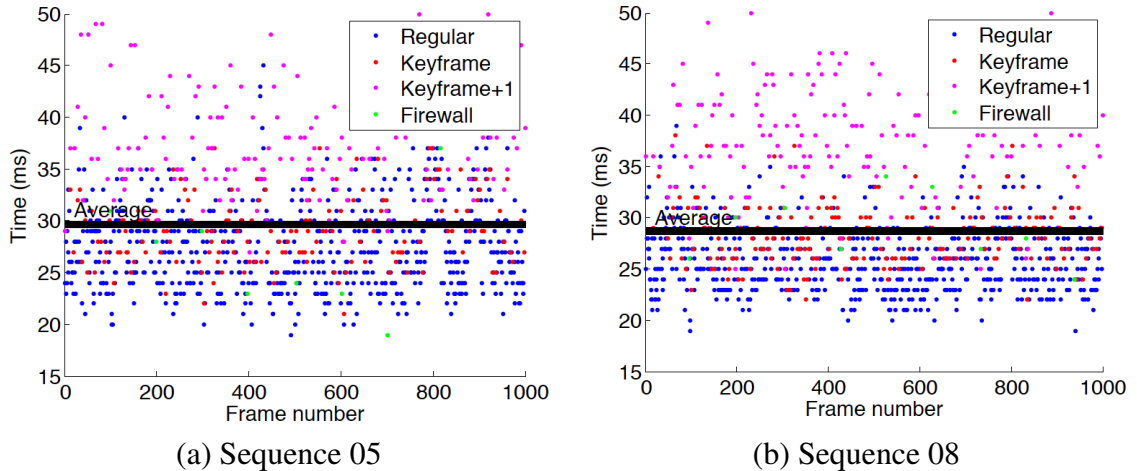 50
45
40
35
30
25
20
15
Time (ms)
Regular
Keyframe
Keyframe+1
Firewall
Average
0
200
400
600
800
1000
Frame number
(a) Sequence 05
50
45
40
35
30
25
20
15
Time (ms)
Regular
Keyframe
Keyframe+1
Firewall
Average
0
200
400
600
800
1000
Frame number
(b) Sequence 08